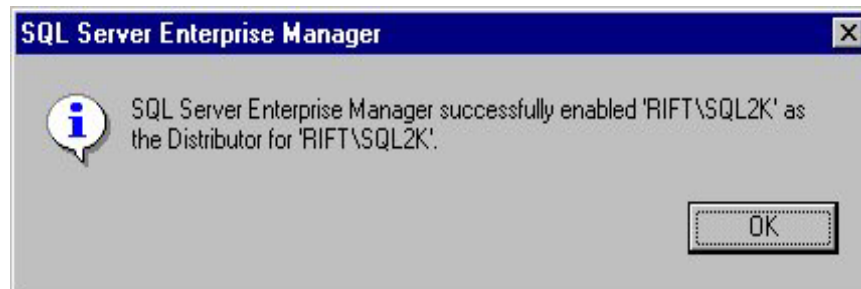 SQL Server Enterprise Manager
SQL Server Enterprise Manager successfully enabled 'RIFT\SQL2K' as
the Distributor for 'RIFT\SQL2K'.
OK